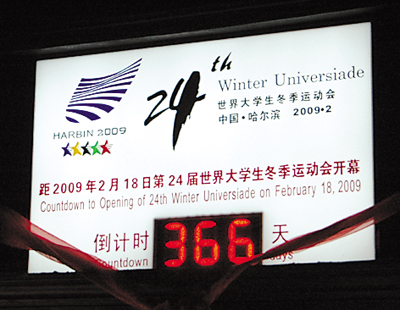 HARBIN 2009
24th
Winter Universiade
世界大学生冬季运动会
中国·哈尔滨 2009·2
距2009年2月18日第24届世界大学生冬季运动会开幕
Countdown to Opening of 24th Winter Universiade on February 18, 2009
倒计时 366 天
Countdown days